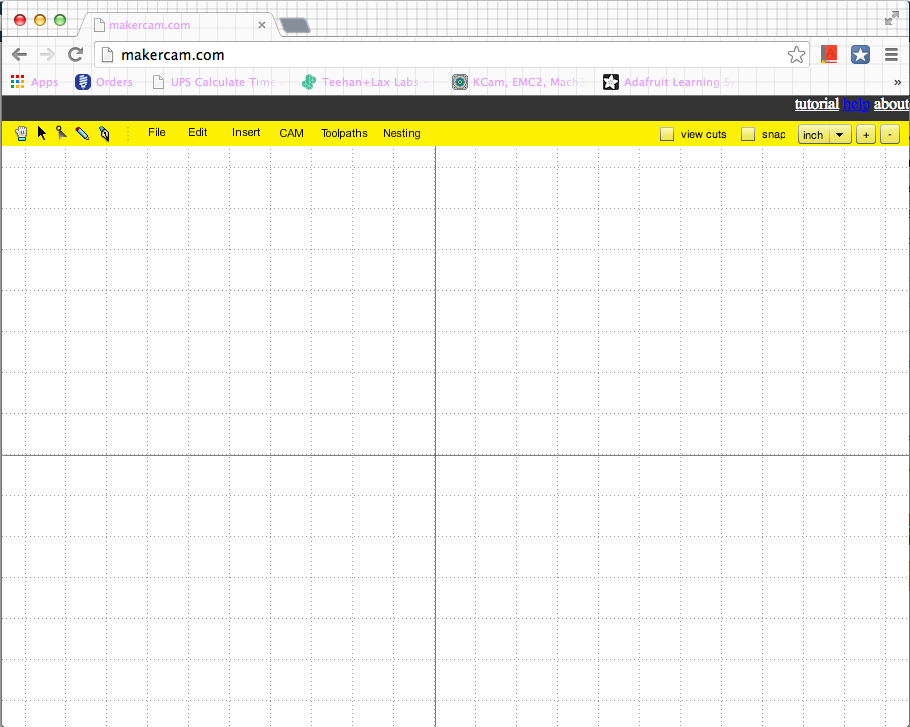 makercam.com
makercam.com
Apps Orders UPS Calculate Time Teehan+Lax Labs KCam, EMC2, Mach Adafruit Learning Sy »
tutorial help about
File Edit Insert CAM Toolpaths Nesting view cuts snap inch + -